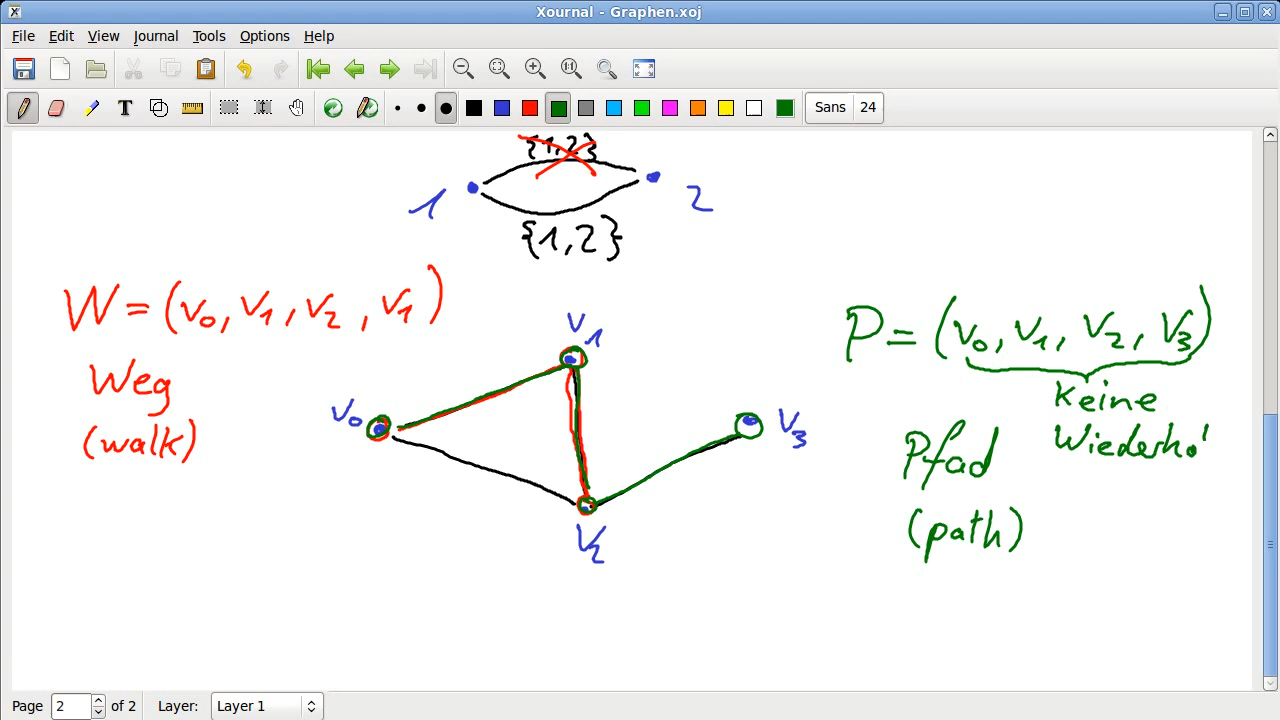 Xournal - Graphen.xoj
File Edit View Journal Tools Options Help
Sans 24
{1,2}
1 2
{1,2}
W = (v0, v1, v2, v1)
Weg
(walk)
v1
v0
v3
v2
P = (v0, v1, v2, v3)
Keine
Wiederho
Pfad
(path)
Page 2 of 2 Layer: Layer 1